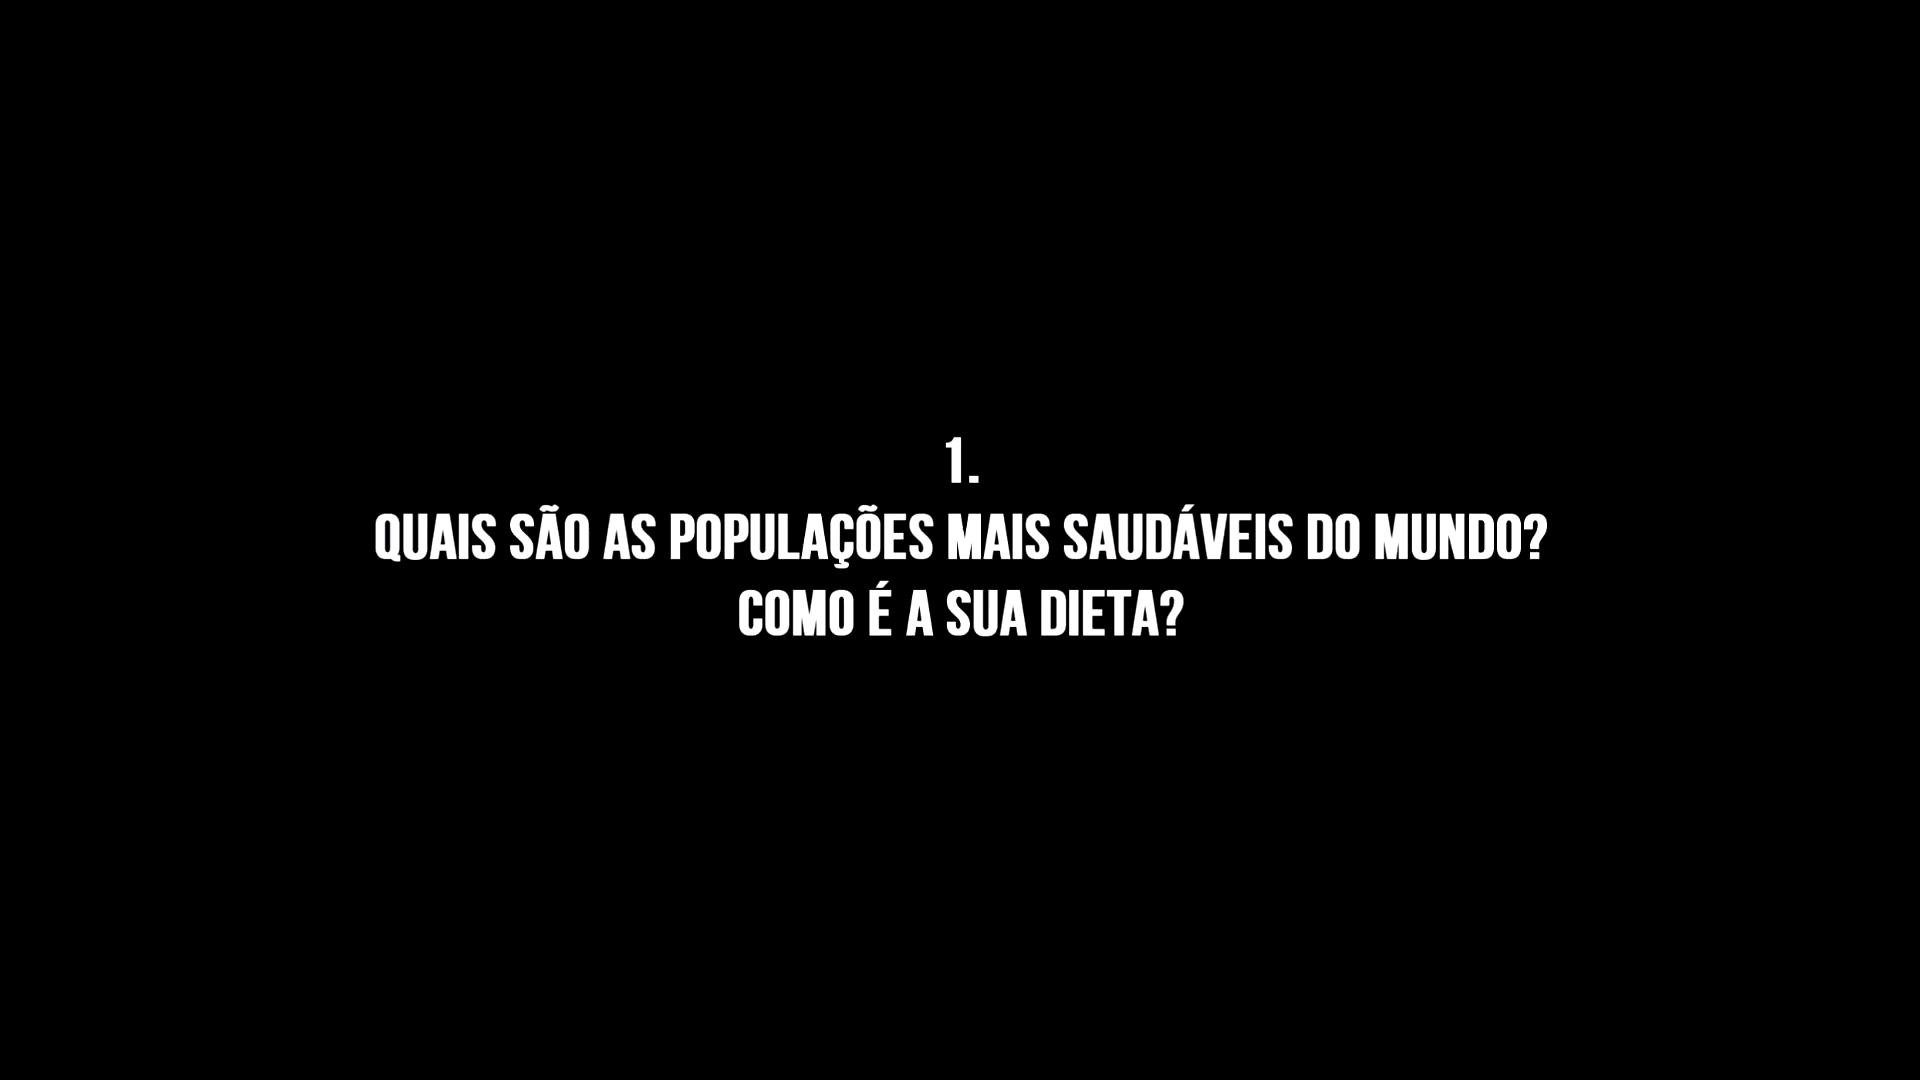 1.
QUAIS SÃO AS POPULAÇÕES MAIS SAUDÁVEIS DO MUNDO?
COMO É A SUA DIETA?